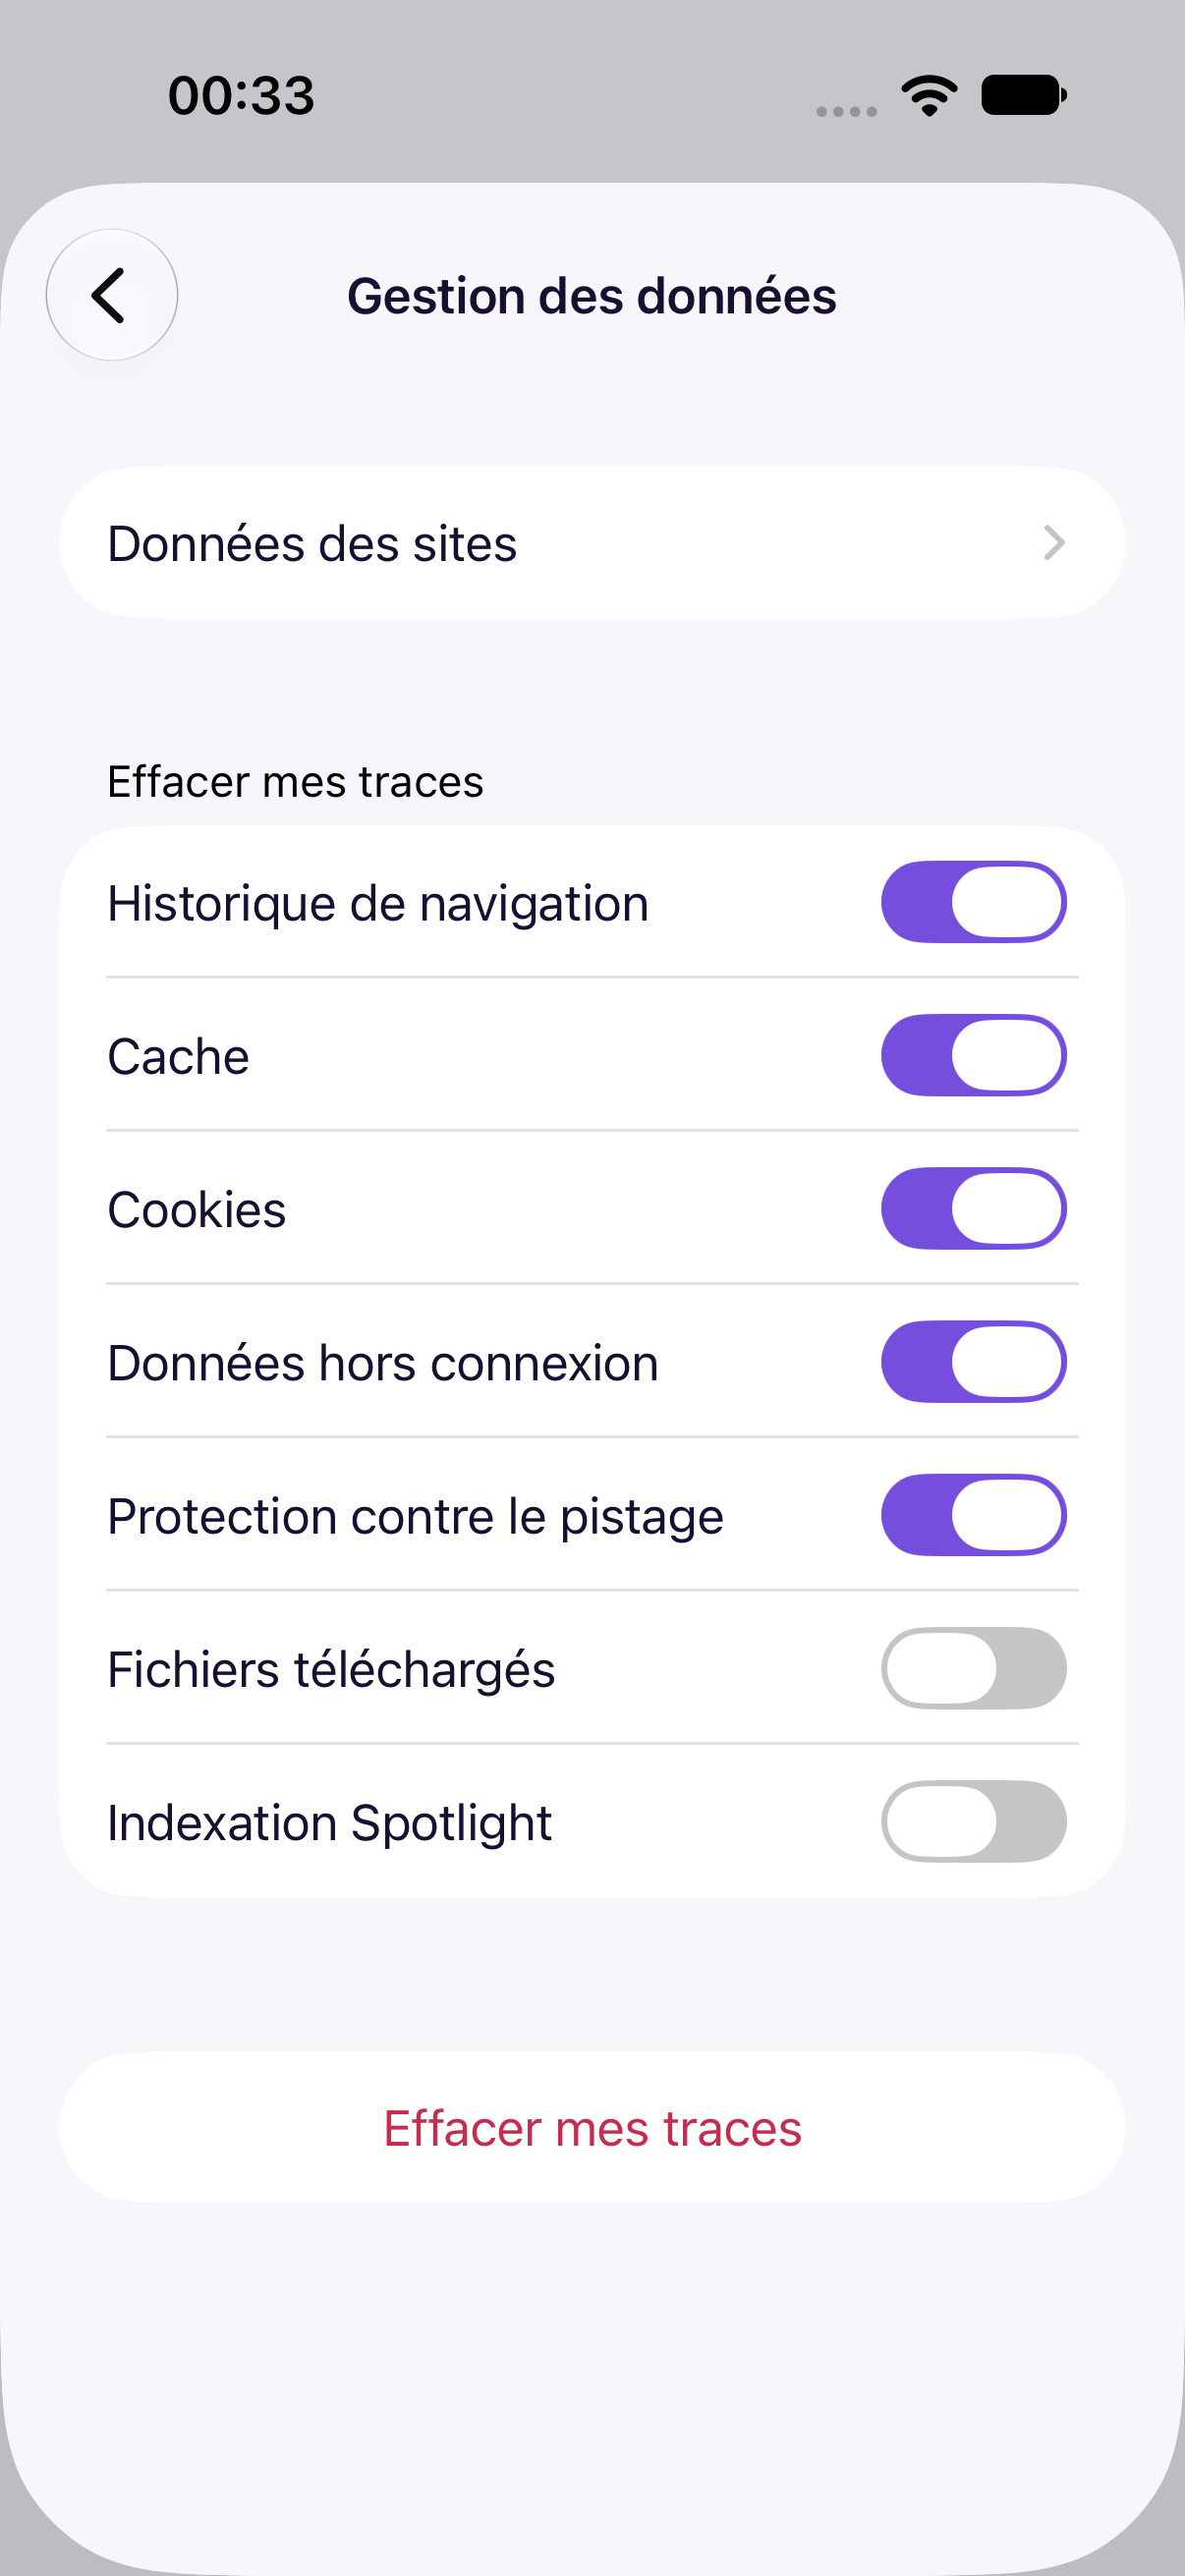 00:33
Gestion des données
Données des sites
Effacer mes traces
Historique de navigation
Cache
Cookies
Données hors connexion
Protection contre le pistage
Fichiers téléchargés
Indexation Spotlight
Effacer mes traces